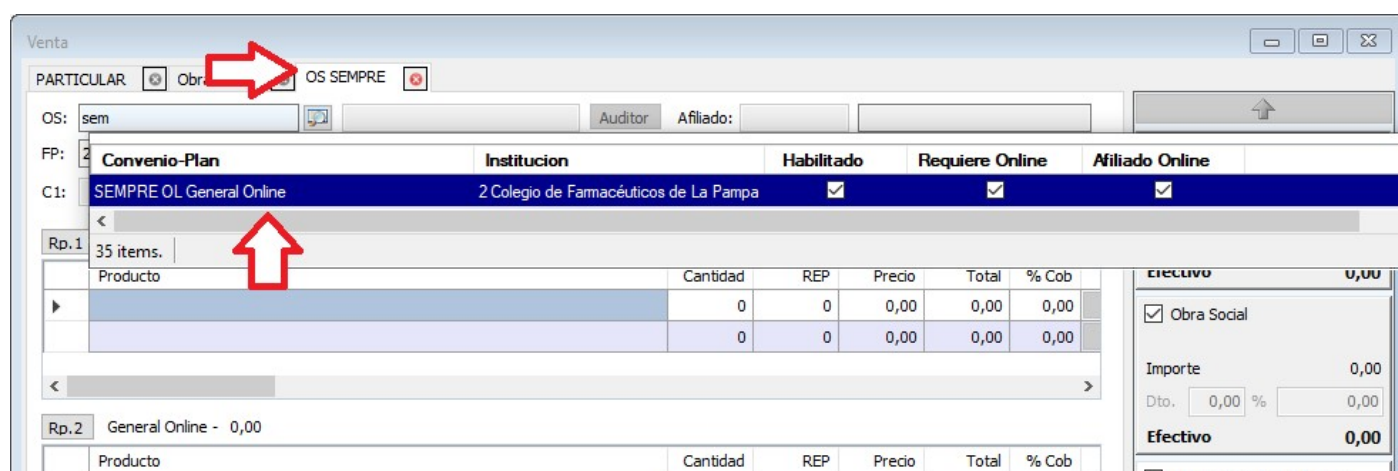 Venta
PARTICULAR Obr OS SEMPRE
OS: sem Auditor Afiliado:
FP: 2 Convenio-Plan Institucion Habilitado Requiere Online Afiliado Online
C1: SEMPRE OL General Online 2 Colegio de Farmacéuticos de La Pampa
Rp.1 35 items.
Producto Cantidad REP Precio Total % Cob Efectivo 0,00
0 0 0,00 0,00 0,00 Obra Social
0 0 0,00 0,00 0,00
Importe 0,00
Dto. 0,00 % 0,00
Rp.2 General Online - 0,00 Efectivo 0,00
Producto Cantidad REP Precio Total % Cob